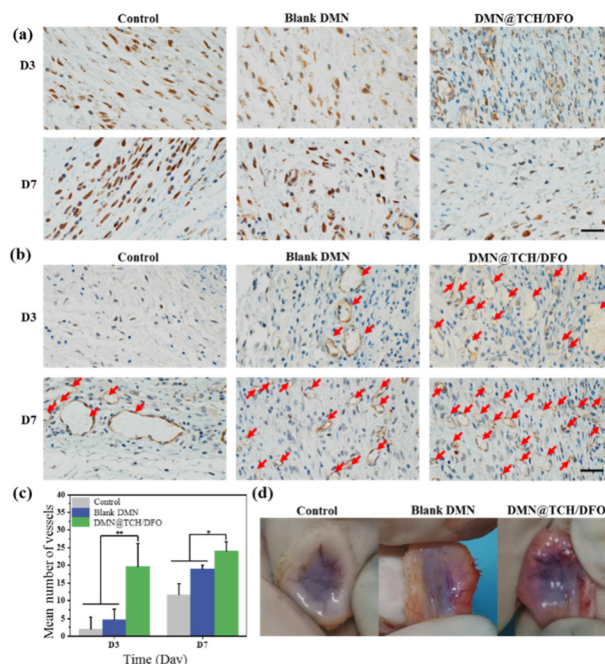 (a)
Control Blank DMN DMN@TCH/DFO
D3
D7
(b)
Control Blank DMN DMN@TCH/DFO
D3
D7
(c)
Control
Blank DMN
DMN@TCH/DFO
Mean number of vessels
40
35
30
25
20
15
10
5
0
**
*
D3 D7
Time (Day)
(d)
Control Blank DMN DMN@TCH/DFO